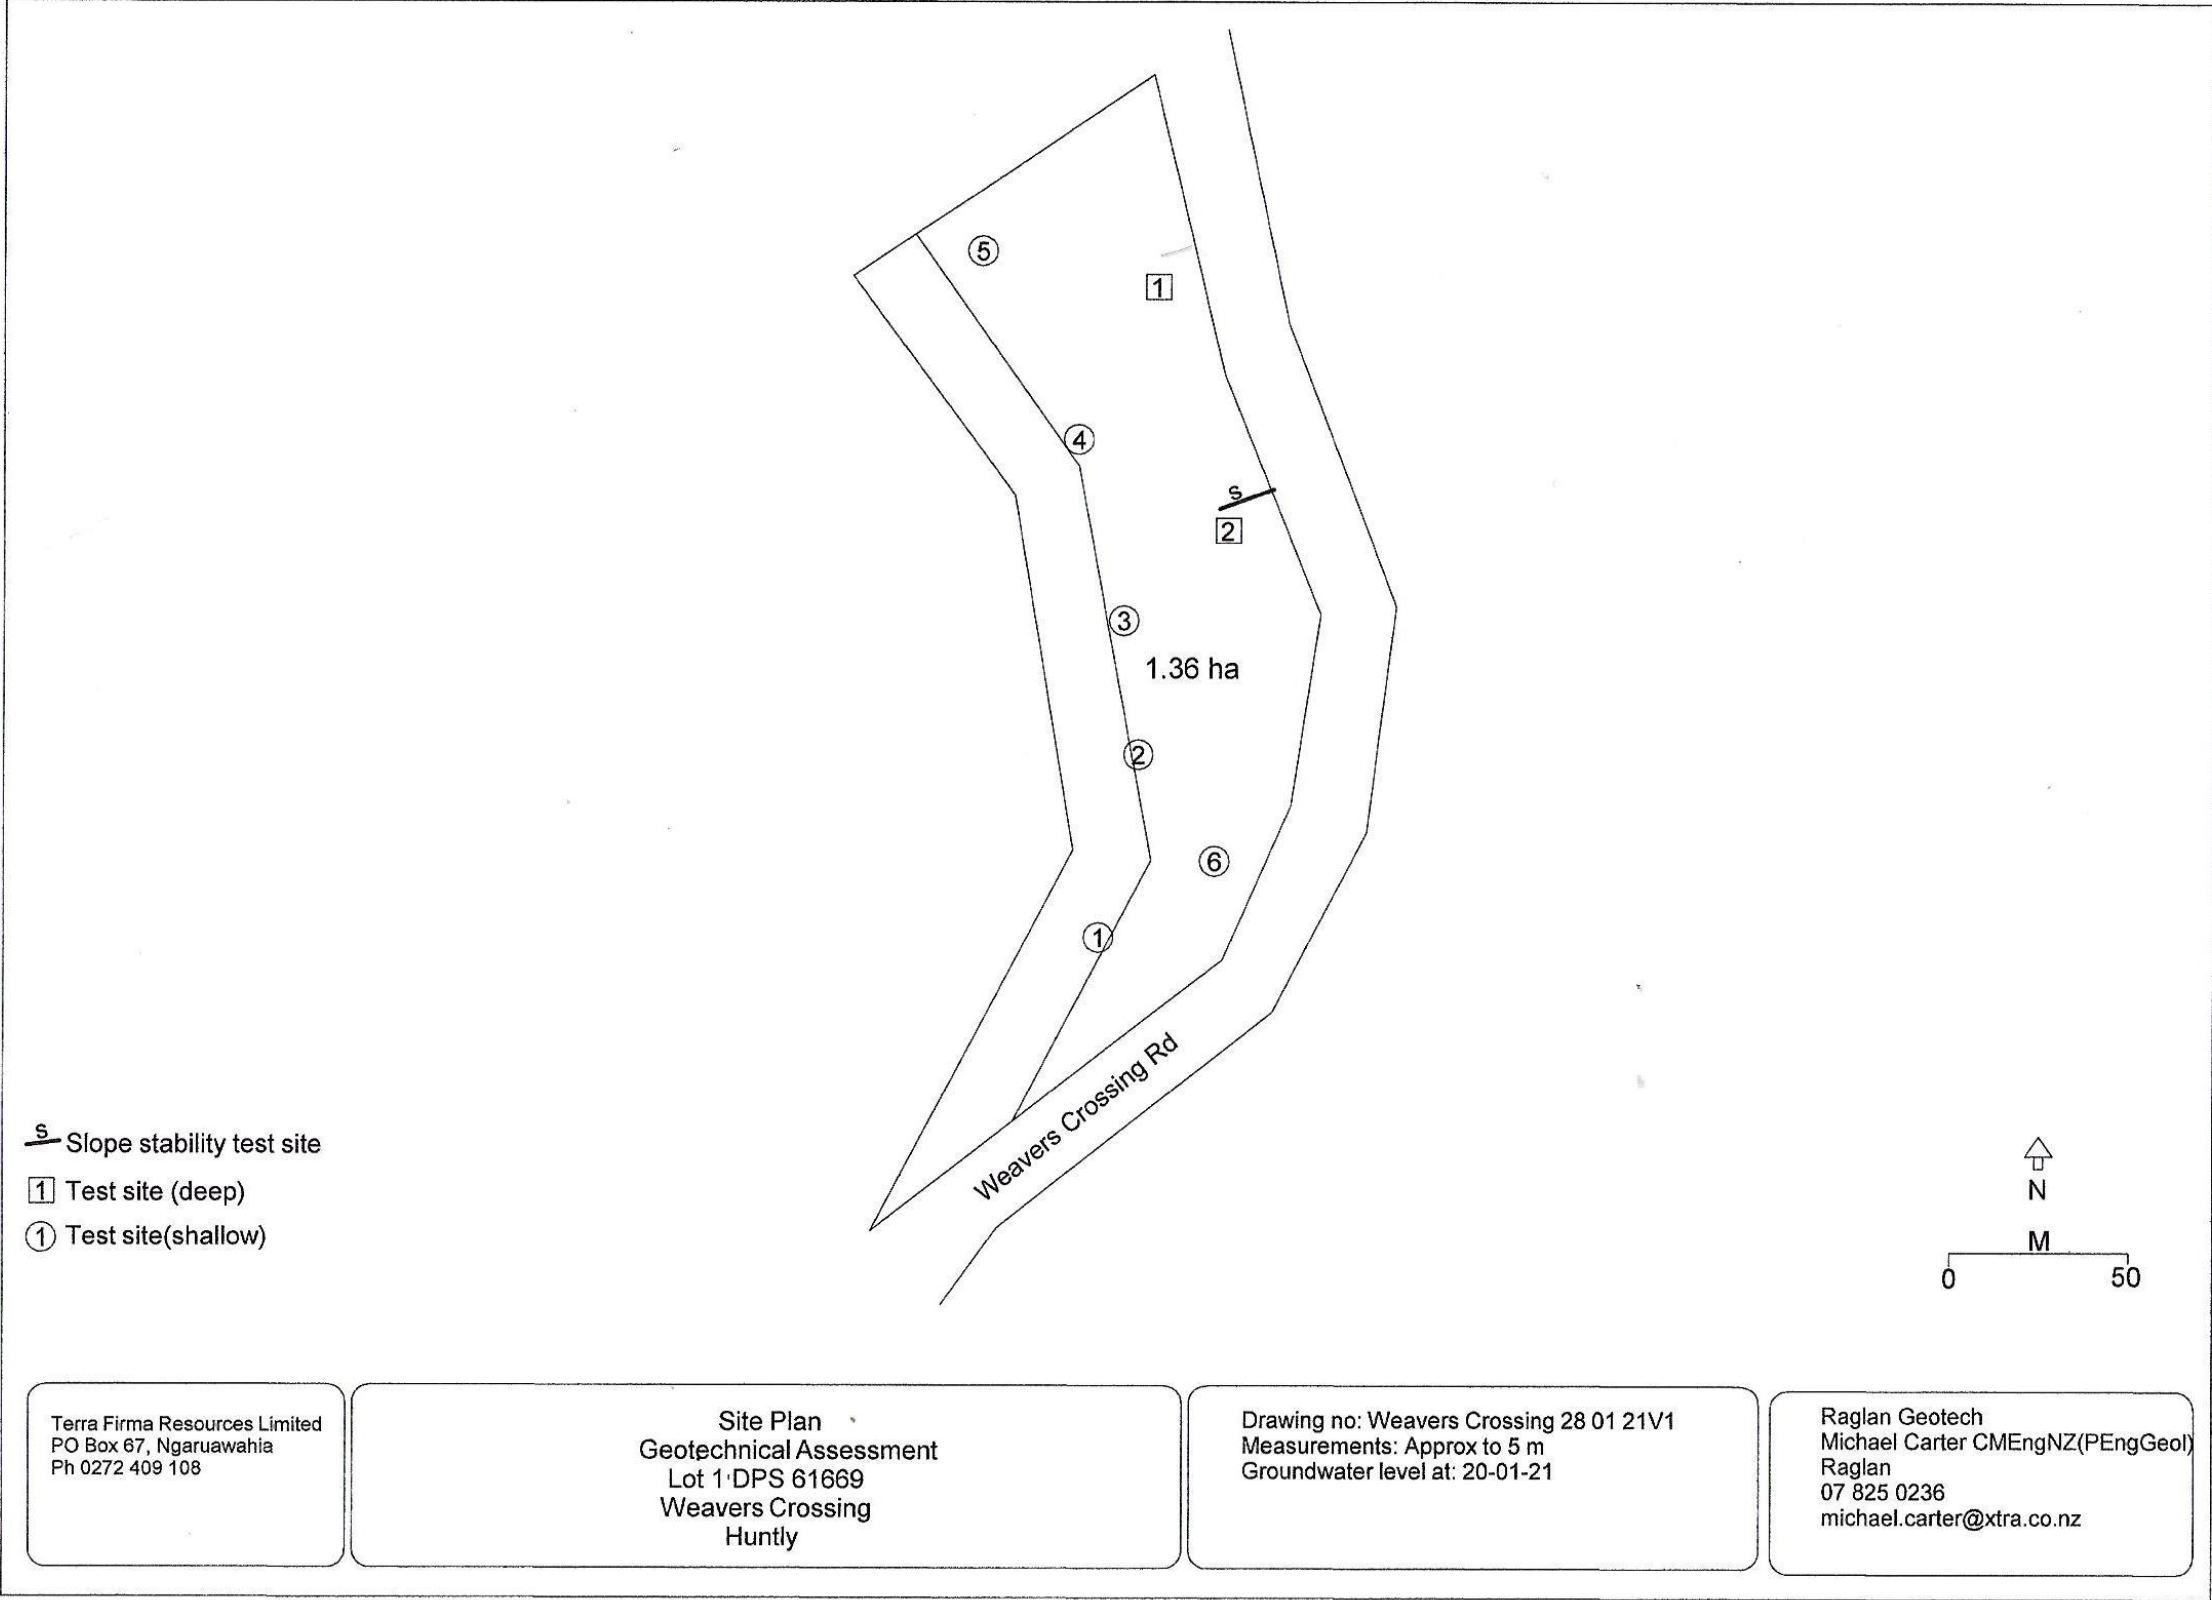 5
1
4
S
2
3
1.36 ha
2
6
1
Weavers Crossing Rd
S Slope stability test site
1 Test site (deep)
1 Test site(shallow)
N
M
0 50
Terra Firma Resources Limited
PO Box 67, Ngaruawahia
Ph 0272 409 108
Site Plan
Geotechnical Assessment
Lot 1 DPS 61669
Weavers Crossing
Huntly
Drawing no: Weavers Crossing 28 01 21V1
Measurements: Approx to 5 m
Groundwater level at: 20-01-21
Raglan Geotech
Michael Carter CMEngNZ(PEngGeol)
Raglan
07 825 0236
michael.carter@xtra.co.nz